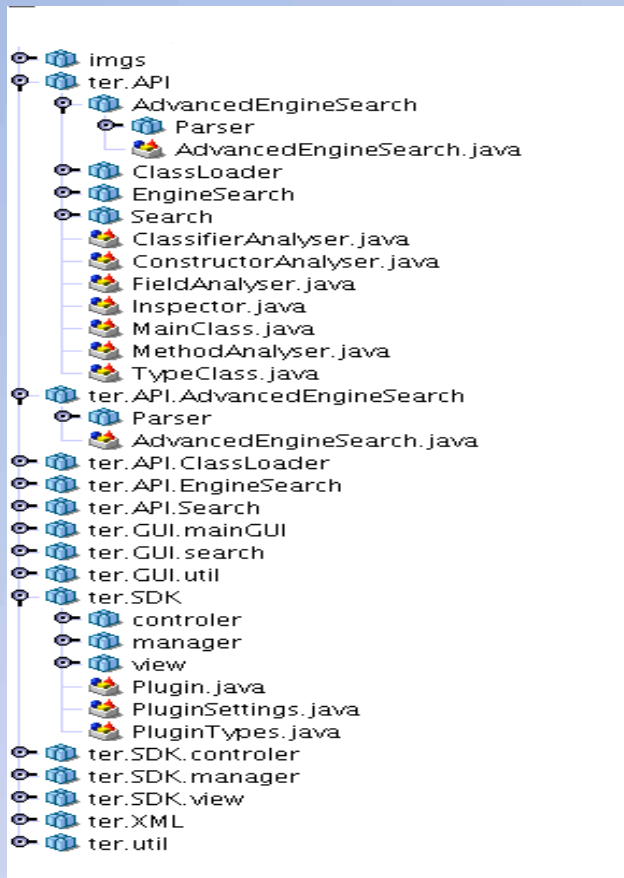 imgs
ter.API
AdvancedEngineSearch
Parser
AdvancedEngineSearch.java
ClassLoader
EngineSearch
Search
ClassifierAnalyser.java
ConstructorAnalyser.java
FieldAnalyser.java
Inspector.java
MainClass.java
MethodAnalyser.java
TypeClass.java
ter.API.AdvancedEngineSearch
Parser
AdvancedEngineSearch.java
ter.API.ClassLoader
ter.API.EngineSearch
ter.API.Search
ter.GUI.mainGUI
ter.GUI.search
ter.GUI.util
ter.SDK
controler
manager
view
Plugin.java
PluginSettings.java
PluginTypes.java
ter.SDK.controler
ter.SDK.manager
ter.SDK.view
ter.XML
ter.util